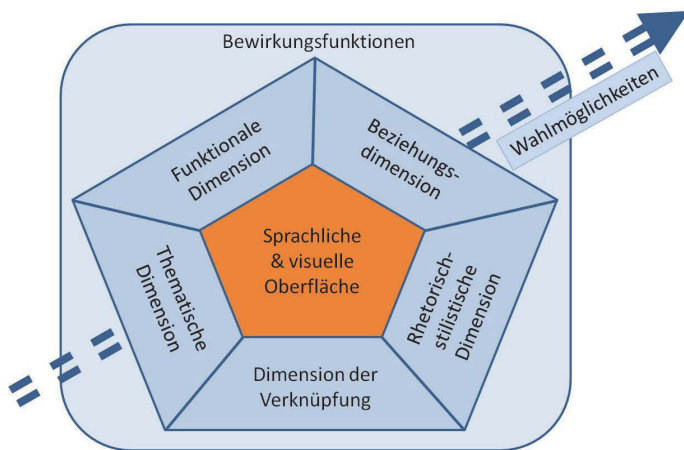 Bewirkungsfunktionen
Wahlmöglichkeiten
Funktionale
Dimension
Beziehungs-
dimension
Sprachliche
& visuelle
Oberfläche
Thematische
Dimension
Rhetorisch-
stilistische
Dimension
Dimension der
Verknüpfung